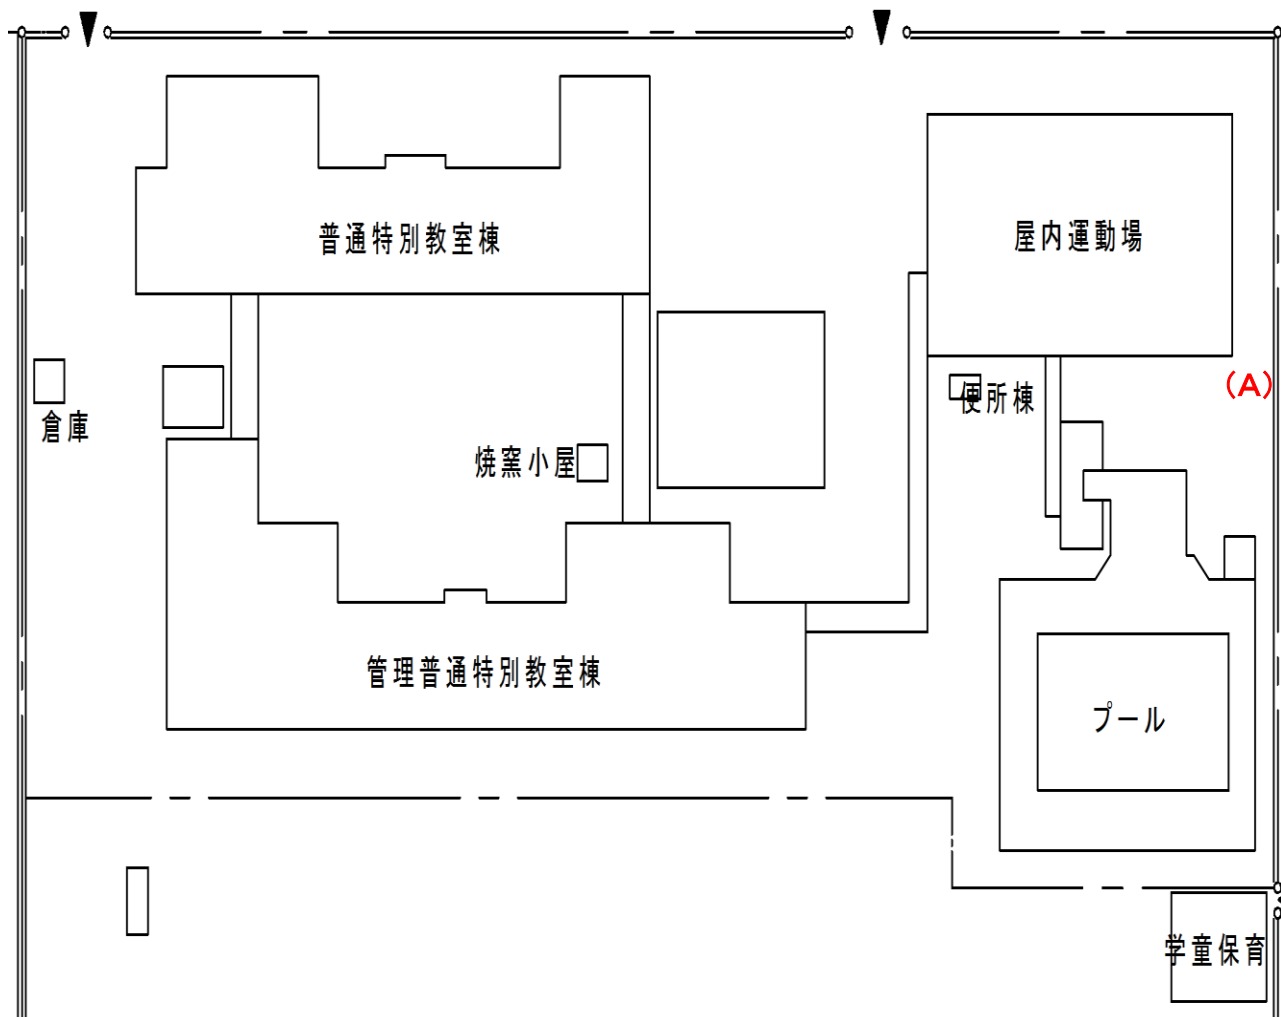 普通特別教室棟
屋内運動場
(A)
便所棟
倉庫
焼窯小屋
管理普通特別教室棟
プール
学童保育